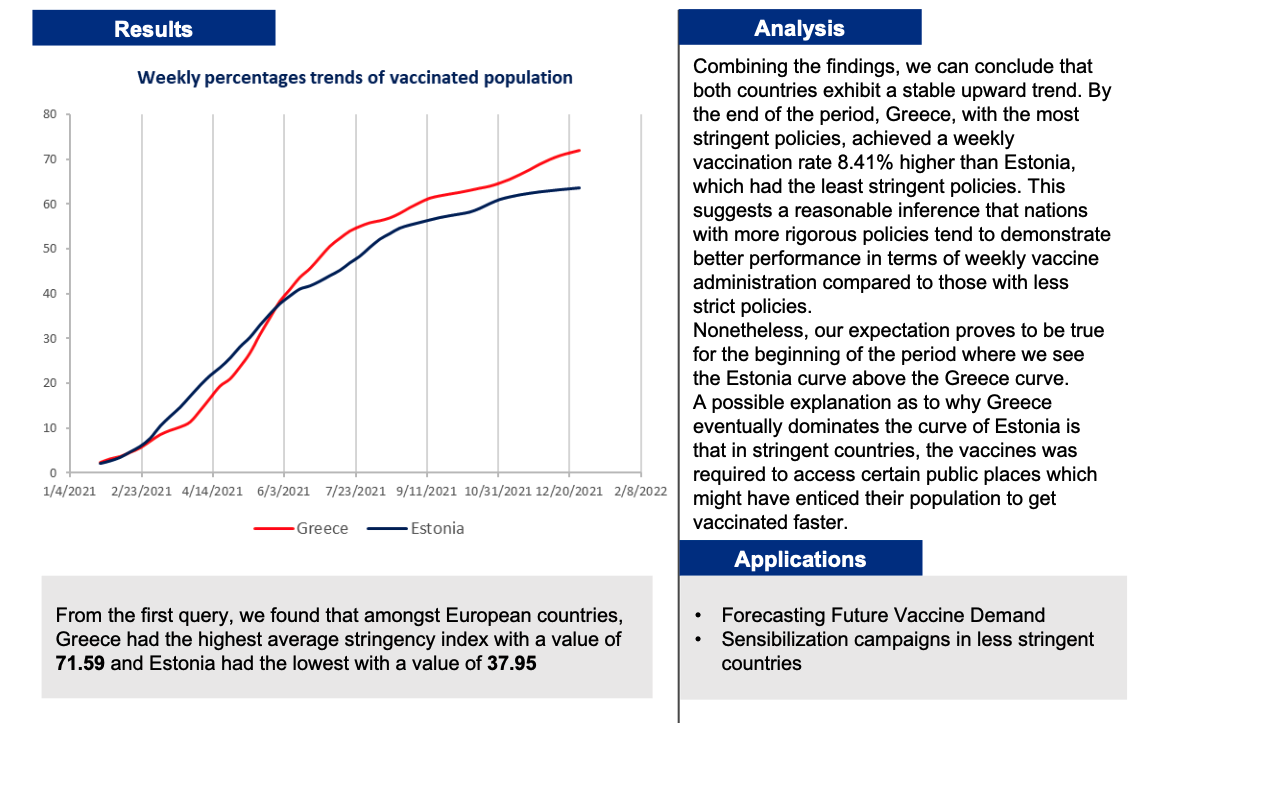 Results
Weekly percentages trends of vaccinated population
80
70
60
50
40
30
20
10
0
1/4/2021 2/23/2021 4/14/2021 6/3/2021 7/23/2021 9/11/2021 10/31/2021 12/20/2021 2/8/2022
Greece Estonia
From the first query, we found that amongst European countries,
Greece had the highest average stringency index with a value of
71.59 and Estonia had the lowest with a value of 37.95
Analysis
Combining the findings, we can conclude that
both countries exhibit a stable upward trend. By
the end of the period, Greece, with the most
stringent policies, achieved a weekly
vaccination rate 8.41% higher than Estonia,
which had the least stringent policies. This
suggests a reasonable inference that nations
with more rigorous policies tend to demonstrate
better performance in terms of weekly vaccine
administration compared to those with less
strict policies.
Nonetheless, our expectation proves to be true
for the beginning of the period where we see
the Estonia curve above the Greece curve.
A possible explanation as to why Greece
eventually dominates the curve of Estonia is
that in stringent countries, the vaccines was
required to access certain public places which
might have enticed their population to get
vaccinated faster.
Applications
• Forecasting Future Vaccine Demand
• Sensibilization campaigns in less stringent
countries